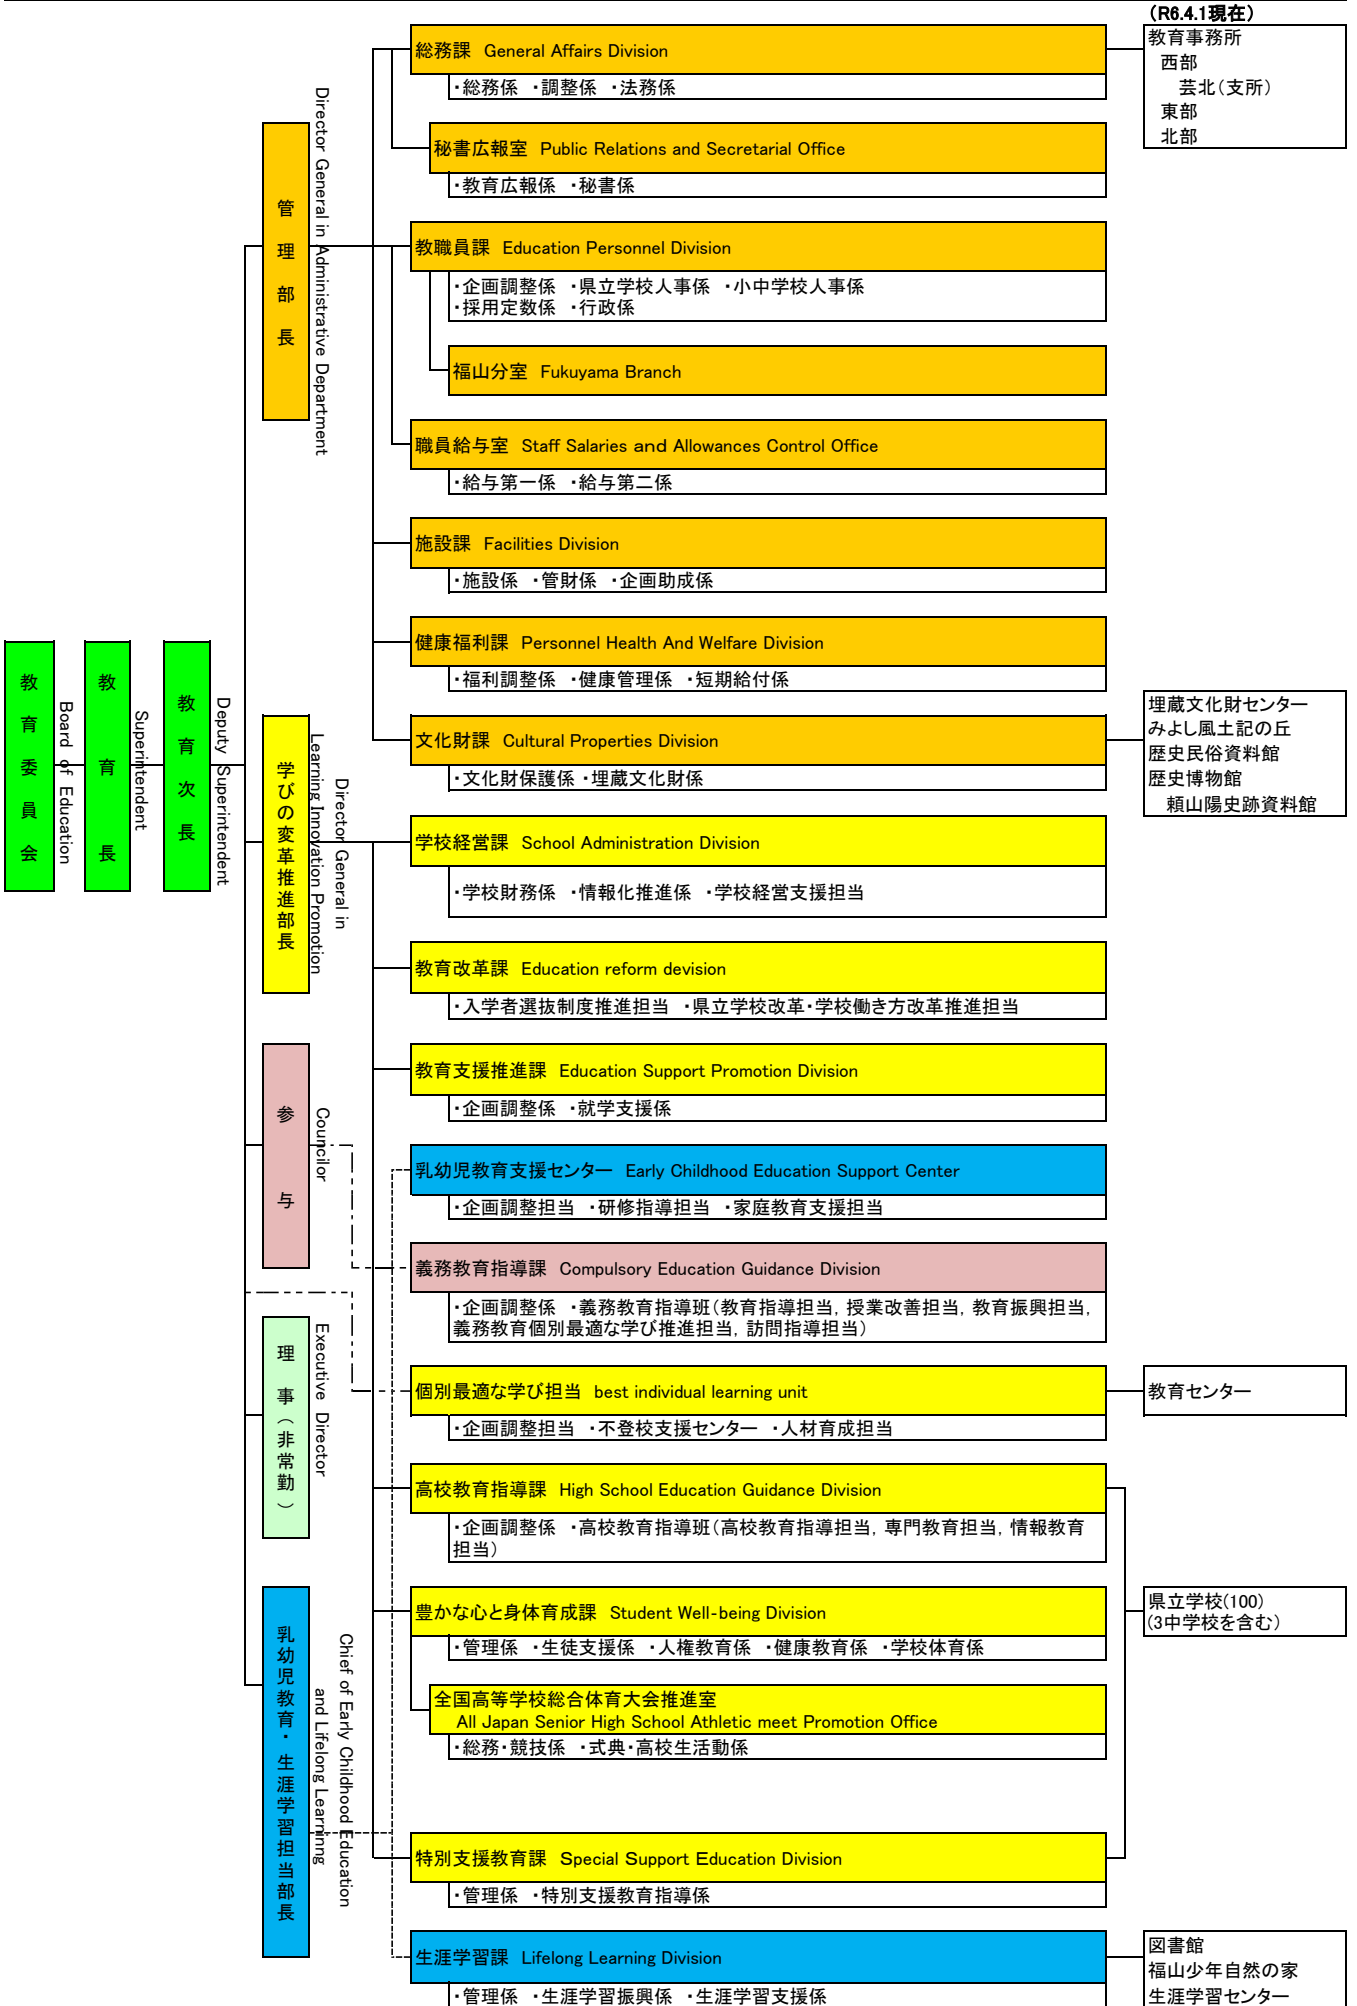 (R6.4.1現在)
教育委員会
Board of Education
教育長
Superintendent
教育次長
Deputy Superintendent
管理部長
Director General in Administrative Department
総務課 General Affairs Division
・総務係 ・調整係 ・法務係
教育事務所
西部
芸北(支所)
東部
北部
秘書広報室 Public Relations and Secretarial Office
・教育広報係 ・秘書係
教職員課 Education Personnel Division
・企画調整係 ・県立学校人事係 ・小中学校人事係
・採用定数係 ・行政係
福山分室 Fukuyama Branch
職員給与室 Staff Salaries and Allowances Control Office
・給与第一係 ・給与第二係
施設課 Facilities Division
・施設係 ・管財係 ・企画助成係
健康福利課 Personnel Health And Welfare Division
・福利調整係 ・健康管理係 ・短期給付係
文化財課 Cultural Properties Division
・文化財保護係 ・埋蔵文化財係
埋蔵文化財センター
みよし風土記の丘
歴史民俗資料館
歴史博物館
頼山陽史跡資料館
学びの変革推進部長
Director General in
Learning Innovation Promotion
学校経営課 School Administration Division
・学校財務係 ・情報化推進係 ・学校経営支援担当
教育改革課 Education reform devision
・入学者選抜制度推進担当 ・県立学校改革・学校働き方改革推進担当
教育支援推進課 Education Support Promotion Division
・企画調整係 ・就学支援係
参与
Councilor
乳幼児教育支援センター Early Childhood Education Support Center
・企画調整担当 ・研修指導担当 ・家庭教育支援担当
義務教育指導課 Compulsory Education Guidance Division
・企画調整係 ・義務教育指導班(教育指導担当, 授業改善担当, 教育振興担当,
義務教育個別最適な学び推進担当, 訪問指導担当)
理事(非常勤)
Executive Director
個別最適な学び担当 best individual learning unit
・企画調整担当 ・不登校支援センター ・人材育成担当
教育センター
高校教育指導課 High School Education Guidance Division
・企画調整係 ・高校教育指導班(高校教育指導担当, 専門教育担当, 情報教育
担当)
豊かな心と身体育成課 Student Well-being Division
・管理係 ・生徒支援係 ・人権教育係 ・健康教育係 ・学校体育係
県立学校(100)
(3中学校を含む)
全国高等学校総合体育大会推進室
All Japan Senior High School Athletic meet Promotion Office
・総務・競技係 ・式典・高校生活動係
乳幼児教育・生涯学習担当部長
Chief of Early Childhood Education
and Lifelong Learninng
特別支援教育課 Special Support Education Division
・管理係 ・特別支援教育指導係
生涯学習課 Lifelong Learning Division
・管理係 ・生涯学習振興係 ・生涯学習支援係
図書館
福山少年自然の家
生涯学習センター